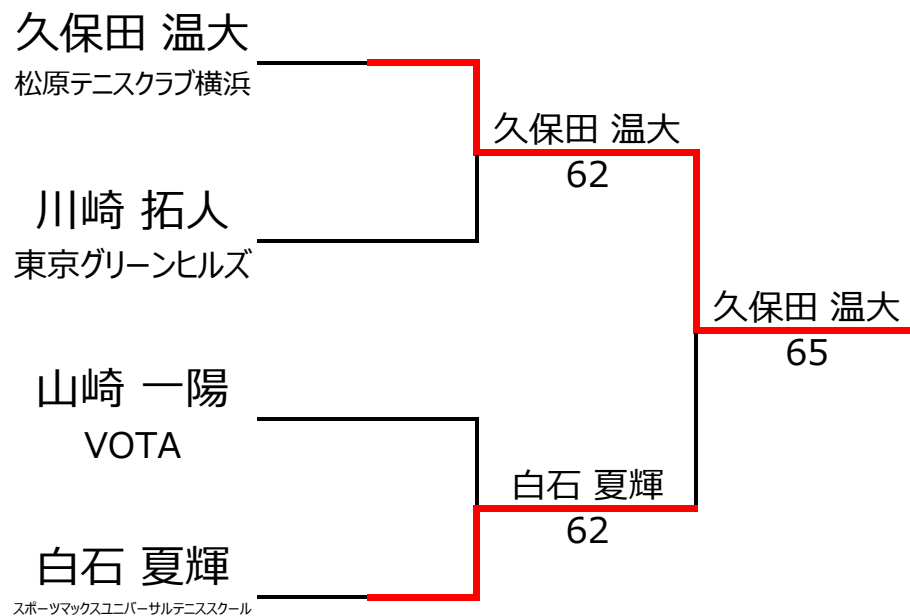 久保田 温大
松原テニスクラブ横浜
久保田 温大
62
川崎 拓人
東京グリーンヒルズ
久保田 温大
65
山崎 一陽
VOTA
白石 夏輝
62
白石 夏輝
スポーツマックスユニバーサルテニススクール